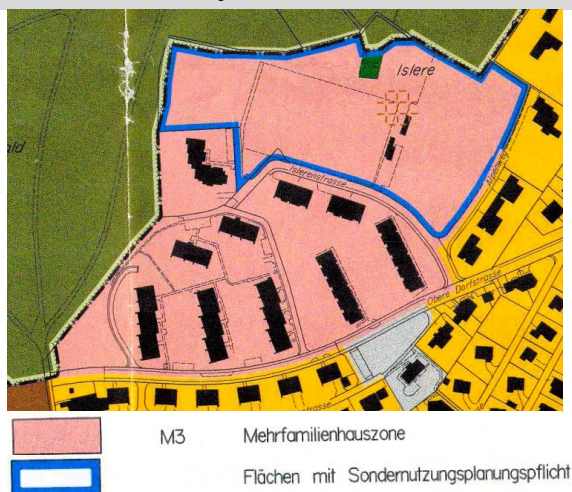 Islere
Islerenstrasse
Alpenweg
Obere Dorfstrasse
M3 Mehrfamilienhauszone
Flächen mit Sondernutzungsplanungspflicht